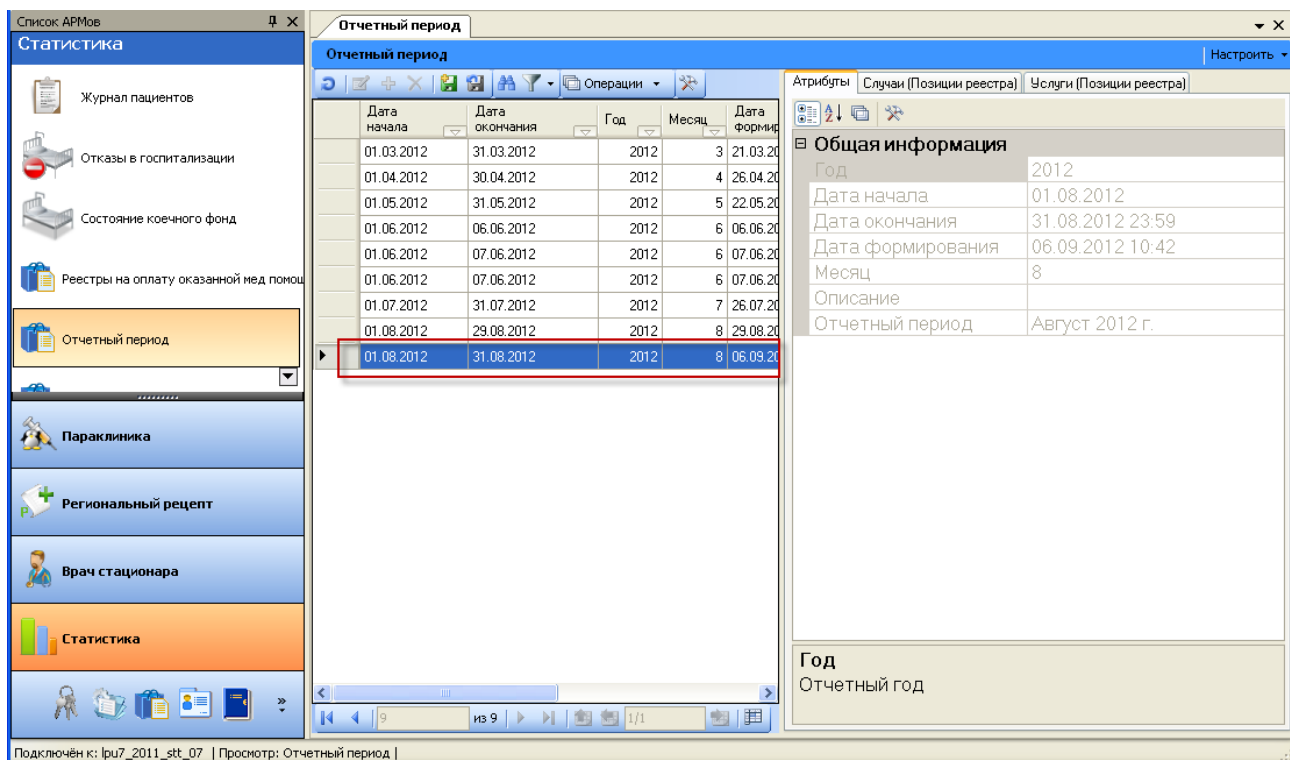 Список АРМов
Статистика
Журнал пациентов
Отказы в госпитализации
Состояние коечного фонд
Реестры на оплату оказанной мед помощ
Отчетный период
Параклиника
Региональный рецепт
Врач стационара
Статистика
Отчетный период
Отчетный период
Настроить
Операции
Дата начала Дата окончания Год Месяц Дата формир
01.03.2012 31.03.2012 2012 3 21.03.20
01.04.2012 30.04.2012 2012 4 26.04.20
01.05.2012 31.05.2012 2012 5 22.05.20
01.06.2012 06.06.2012 2012 6 06.06.20
01.06.2012 07.06.2012 2012 6 07.06.20
01.06.2012 07.06.2012 2012 6 07.06.20
01.07.2012 31.07.2012 2012 7 26.07.20
01.08.2012 29.08.2012 2012 8 29.08.20
01.08.2012 31.08.2012 2012 8 06.09.20
9 из 9 1/1
Атрибуты Случаи (Позиции реестра) Услуги (Позиции реестра)
Общая информация
Год 2012
Дата начала 01.08.2012
Дата окончания 31.08.2012 23:59
Дата формирования 06.09.2012 10:42
Месяц 8
Описание
Отчетный период Август 2012 г.
Год
Отчетный год
Подключён к: lpu7_2011_stt_07 | Просмотр: Отчетный период |